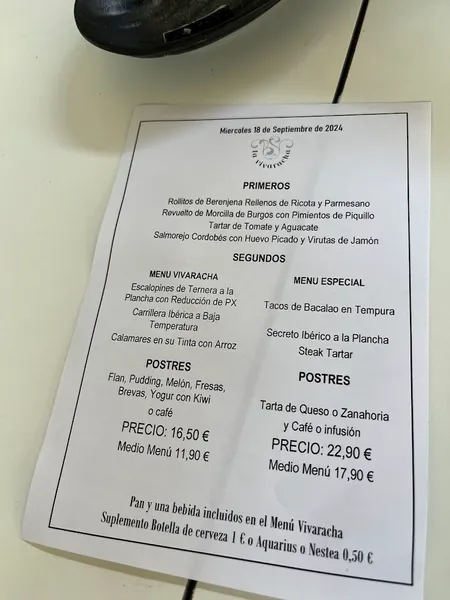 Miercoles 18 de Septiembre de 2024
la vivaracha
PRIMEROS
Rollitos de Berenjena Rellenos de Ricota y Parmesano
Revuelto de Morcilla de Burgos con Pimientos de Piquillo
Tartar de Tomate y Aguacate
Salmorejo Cordobés con Huevo Picado y Virutas de Jamón
SEGUNDOS
MENU VIVARACHA
Escalopines de Ternera a la
Plancha con Reducción de PX
Carrillera Ibérica a Baja
Temperatura
Calamares en su Tinta con Arroz
POSTRES
Flan, Pudding, Melón, Fresas,
Brevas, Yogur con Kiwi
o café
PRECIO: 16,50 €
Medio Menú 11,90 €
MENU ESPECIAL
Tacos de Bacalao en Tempura
Secreto Ibérico a la Plancha
Steak Tartar
POSTRES
Tarta de Queso o Zanahoria
y Café o infusión
PRECIO: 22,90 €
Medio Menú 17,90 €
Pan y una bebida incluidos en el Menú Vivaracha
Suplemento Botella de cerveza 1 € o Aquarius o Nestea 0,50 €